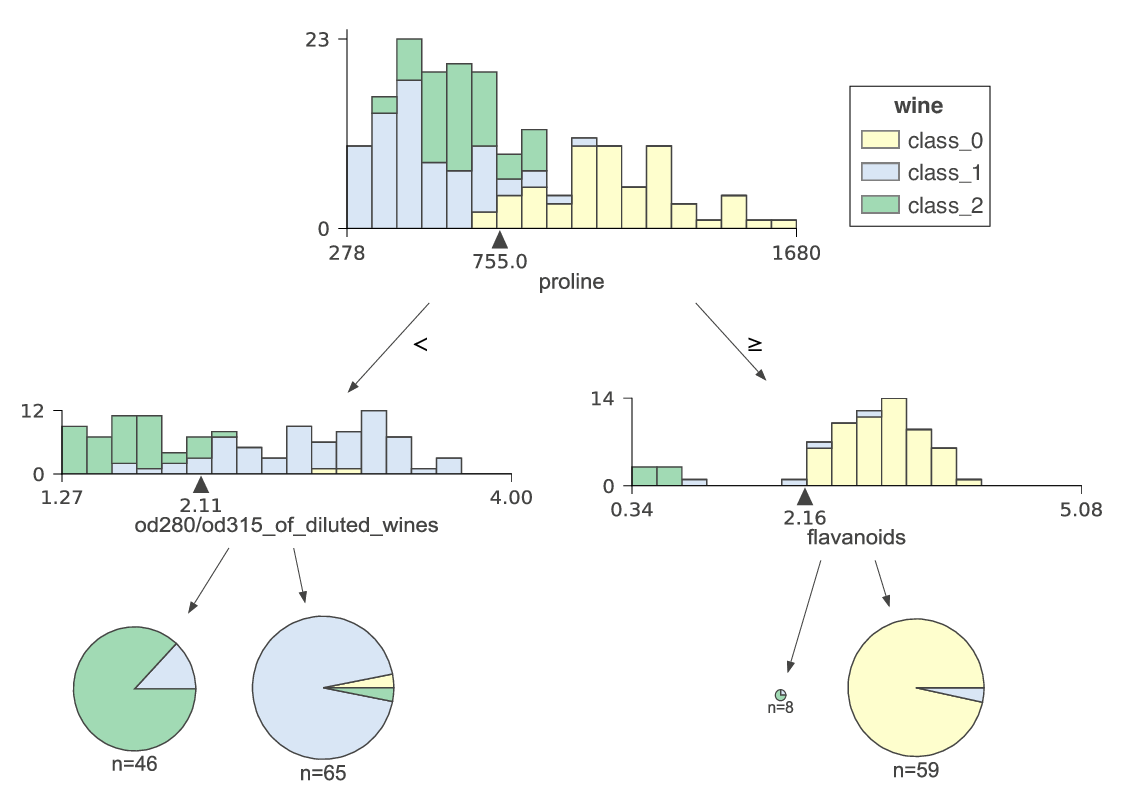 23
0
278
755.0
1680
proline
wine
class_0
class_1
class_2
<
≥
12
0
1.27
2.11
4.00
od280/od315_of_diluted_wines
14
0
0.34
2.16
5.08
flavanoids
n=46
n=65
n=8
n=59